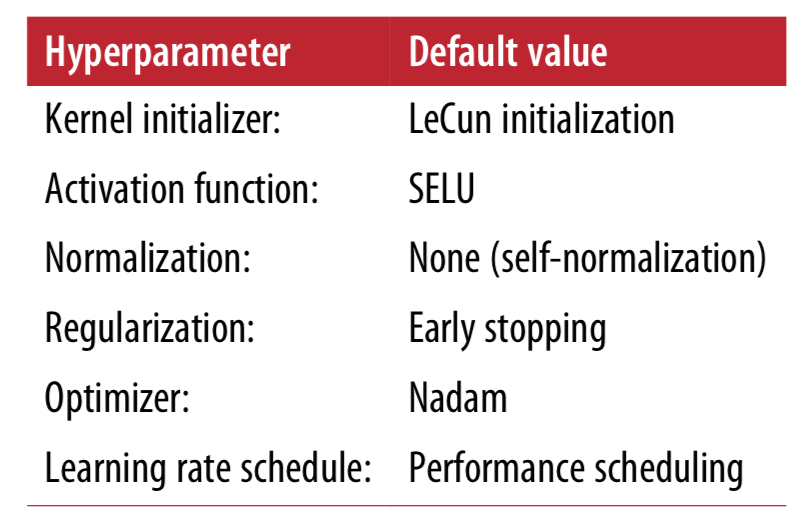 Hyperparameter Default value
Kernel initializer: LeCun initialization
Activation function: SELU
Normalization: None (self-normalization)
Regularization: Early stopping
Optimizer: Nadam
Learning rate schedule: Performance scheduling